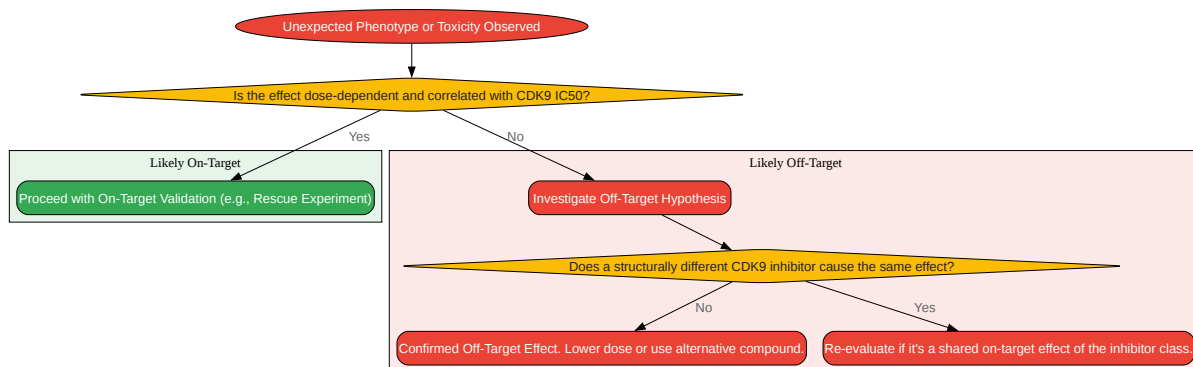 Unexpected Phenotype or Toxicity Observed
Is the effect dose-dependent and correlated with CDK9 IC50?
Yes
No
Likely On-Target
Likely Off-Target
Proceed with On-Target Validation (e.g., Rescue Experiment)
Investigate Off-Target Hypothesis
Does a structurally different CDK9 inhibitor cause the same effect?
No
Yes
Confirmed Off-Target Effect. Lower dose or use alternative compound.
Re-evaluate if it's a shared on-target effect of the inhibitor class.